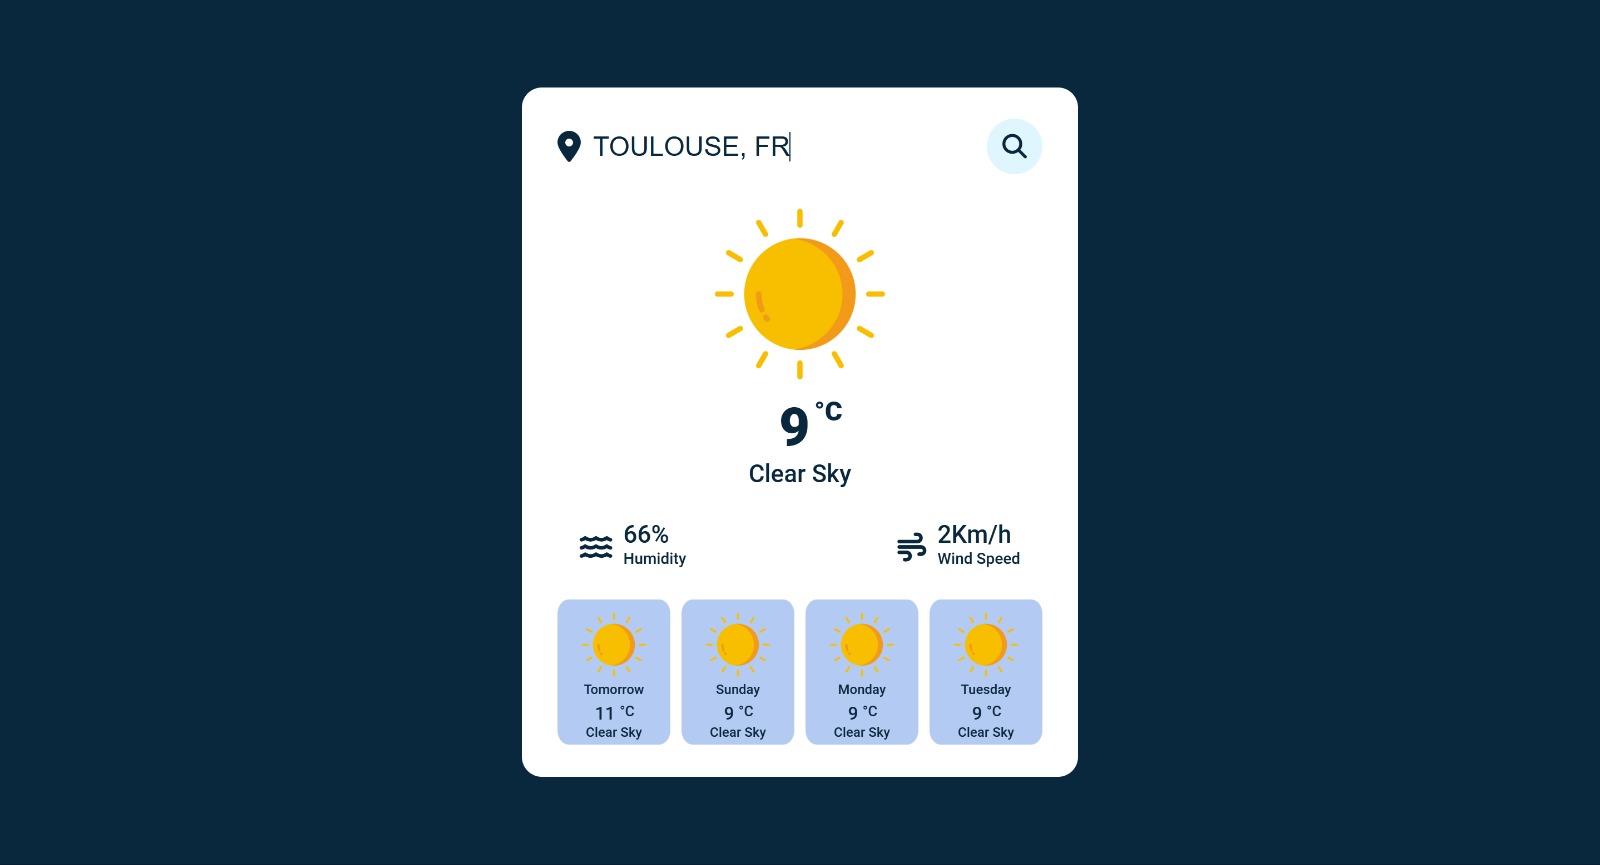 TOULOUSE, FR
9 °C
Clear Sky
66%
Humidity
2Km/h
Wind Speed
Tomorrow
11 °C
Clear Sky
Sunday
9 °C
Clear Sky
Monday
9 °C
Clear Sky
Tuesday
9 °C
Clear Sky